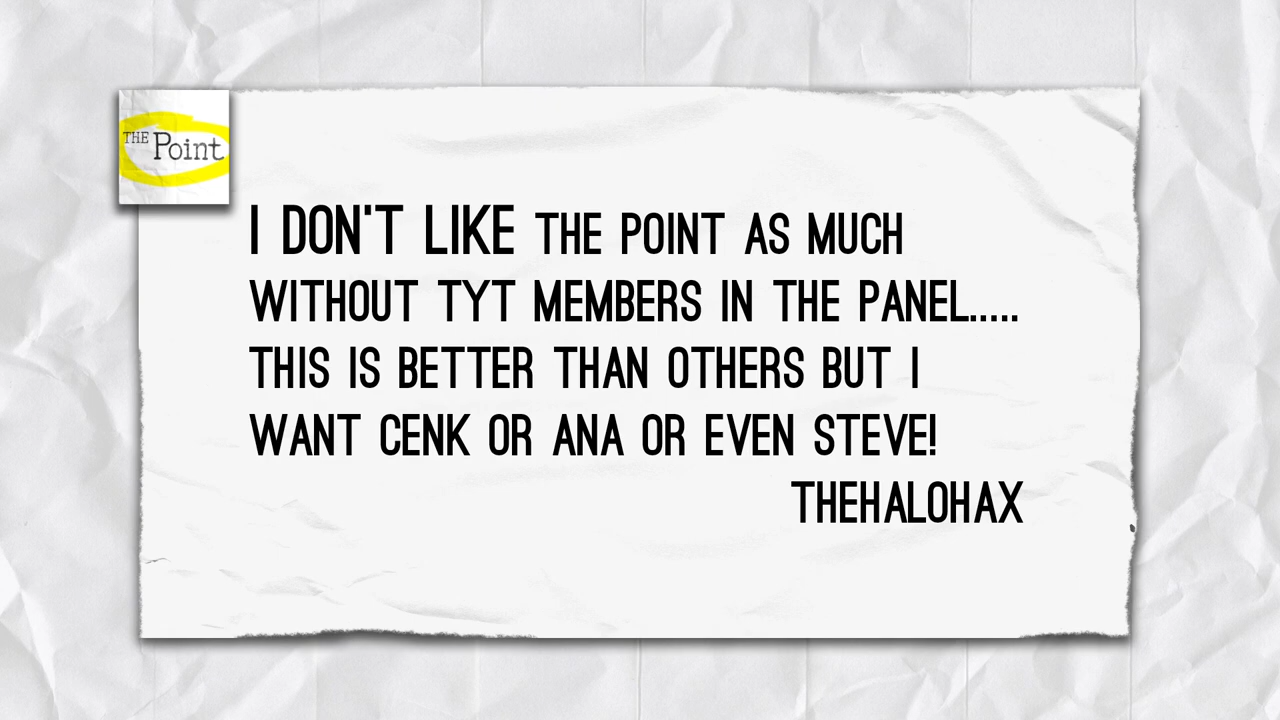 THE Point
I DON'T LIKE THE POINT AS MUCH
WITHOUT TYT MEMBERS IN THE PANEL.....
THIS IS BETTER THAN OTHERS BUT I
WANT CENK OR ANA OR EVEN STEVE!
THEHALOHAX